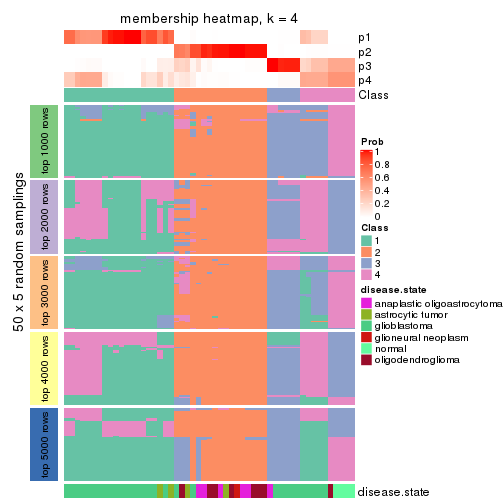 membership heatmap, k = 4
p1
p2
p3
p4
Class
50 x 5 random samplings
top 1000 rows
top 2000 rows
top 3000 rows
top 4000 rows
top 5000 rows
disease.state
Prob
1
0.8
0.6
0.4
0.2
0
Class
1
2
3
4
disease.state
anaplastic oligoastrocytoma
astrocytic tumor
glioblastoma
glioneural neoplasm
normal
oligodendroglioma